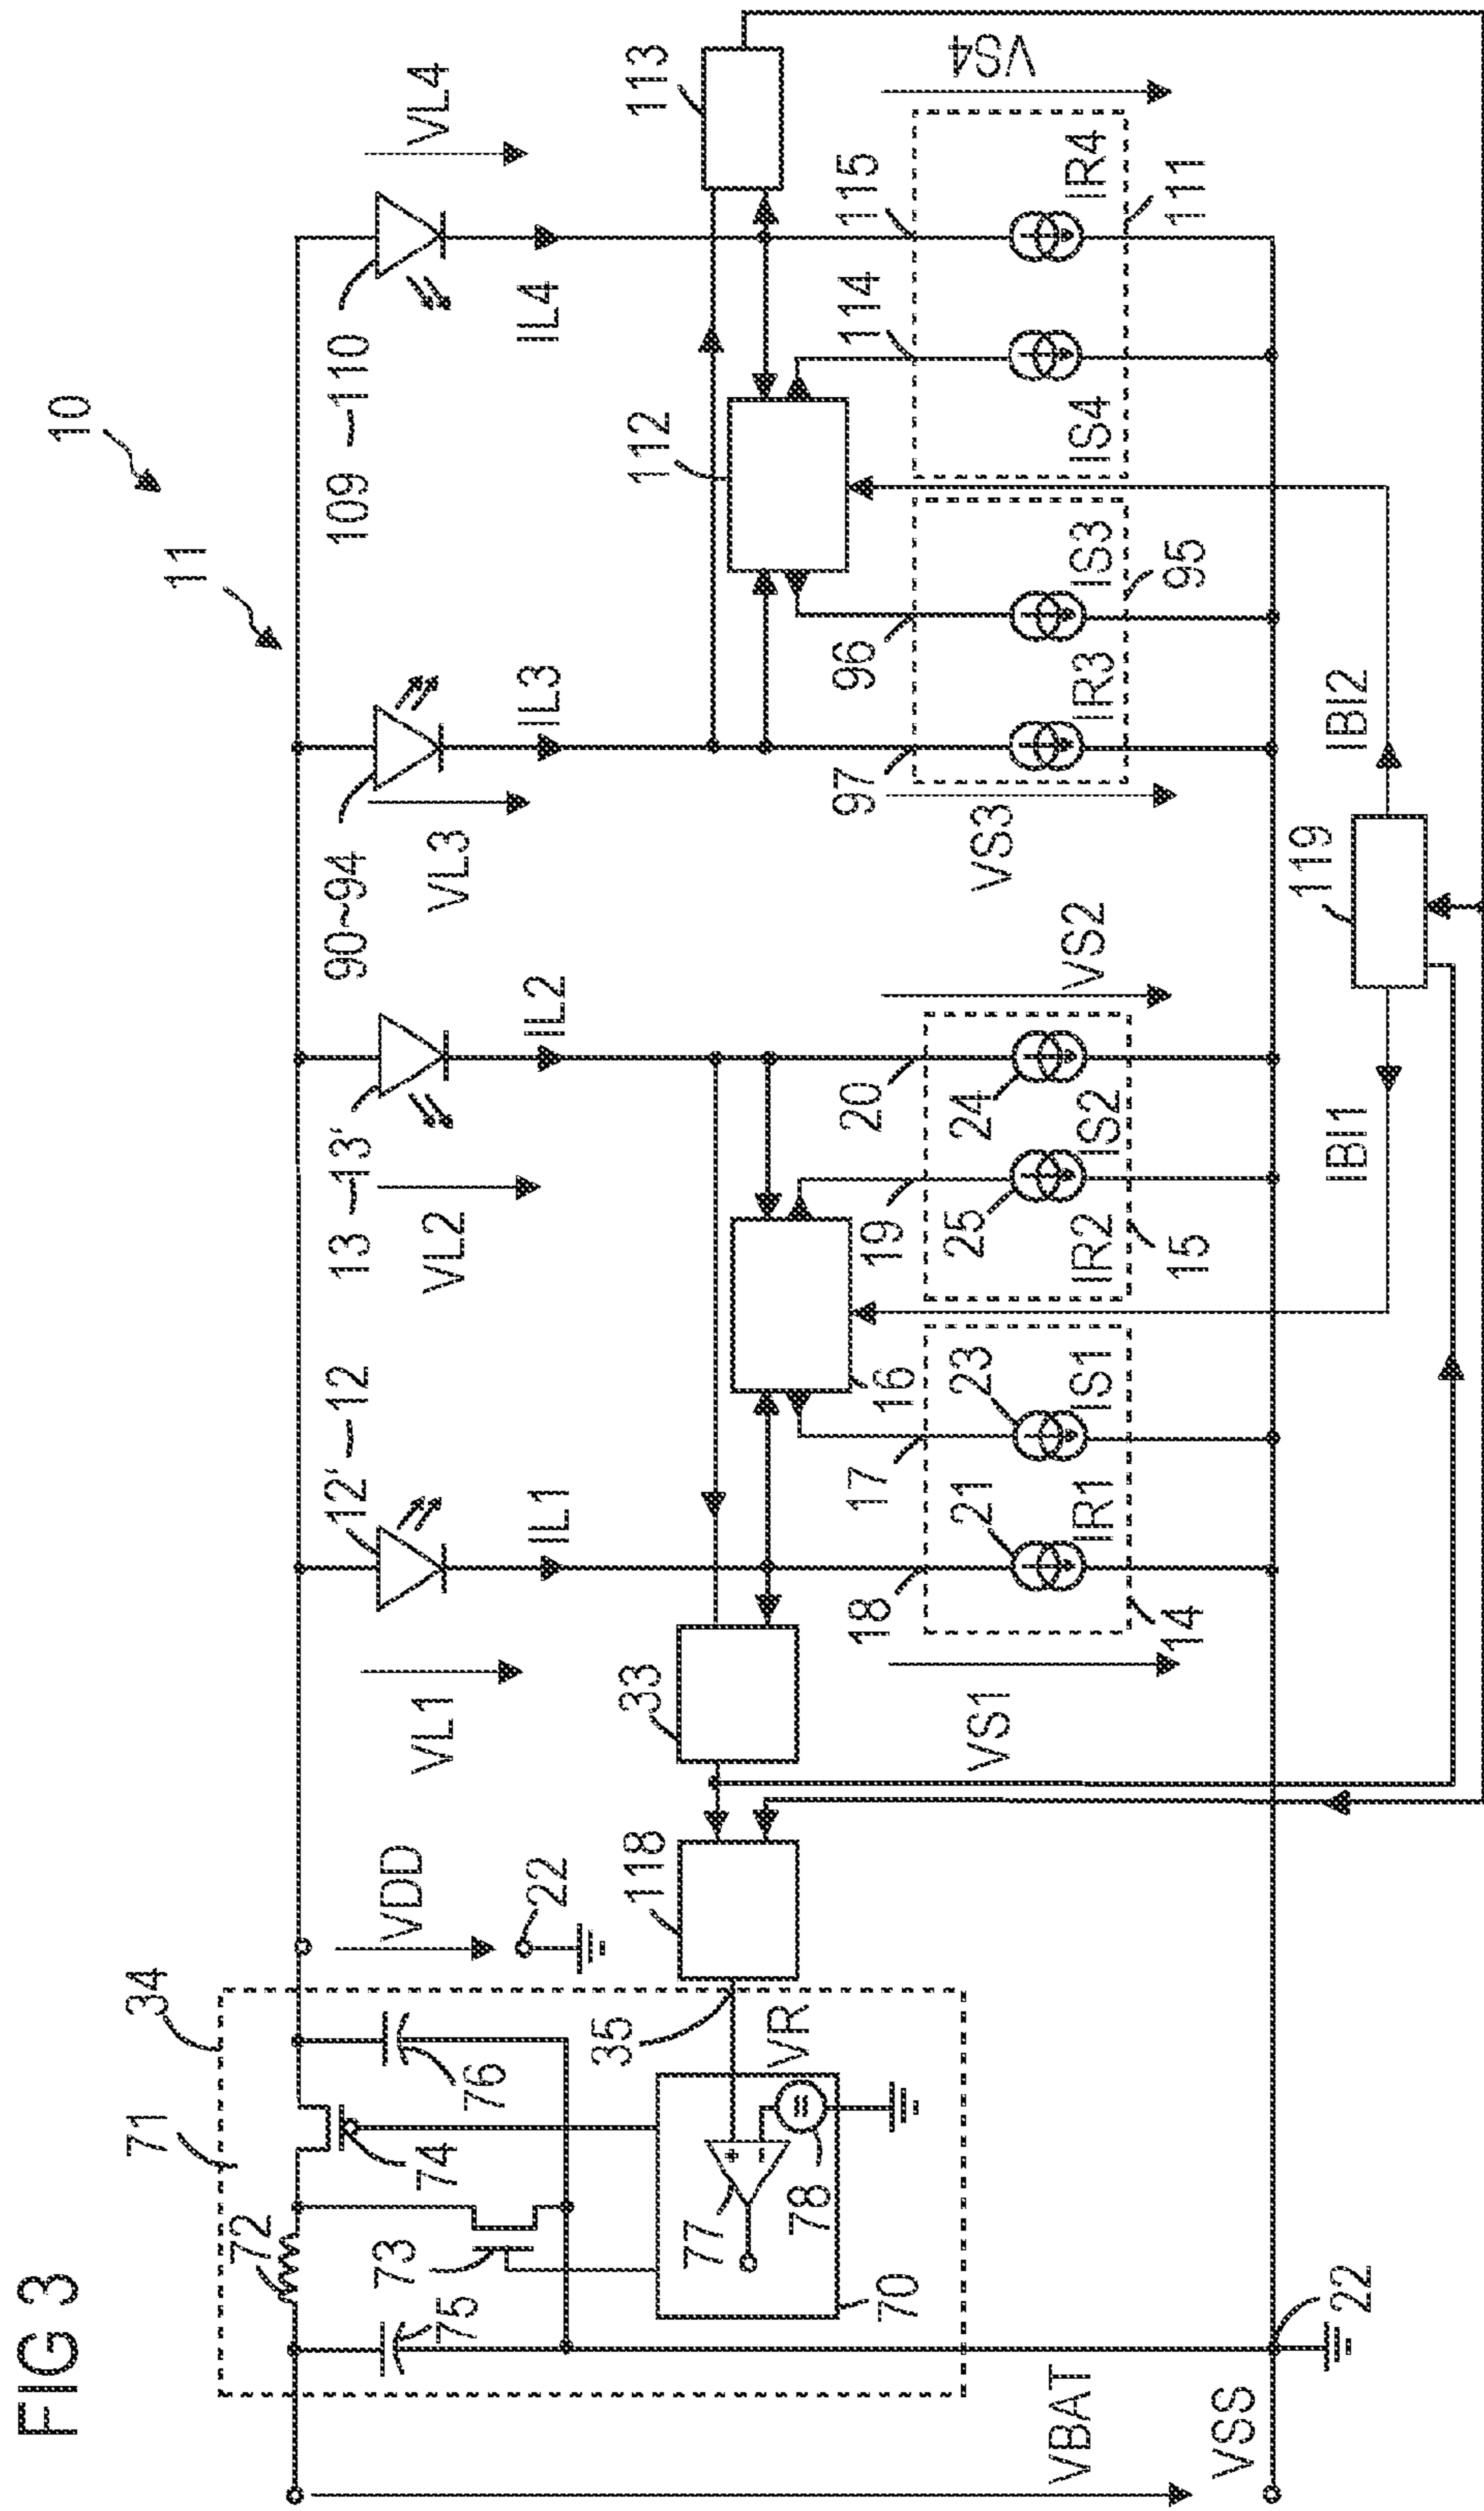 FIG 3
10
11
71
34
72
73
74
75
76
77
78
70
35
VR
VBAT
VSS
22
VDD
22
118
33
VL1
12'—12
IL1
VS1
18
17
21
23
IR1
IS1
14
16
13—13'
VL2
IL2
19
20
25
24
IR2
IS2
15
VS2
90~94
VL3
IL3
VS3
97
96
IR3
IS3
95
109—110
VL4
IL4
112
113
114
115
IS4
IR4
111
VS4
119
IBI1
IBI2